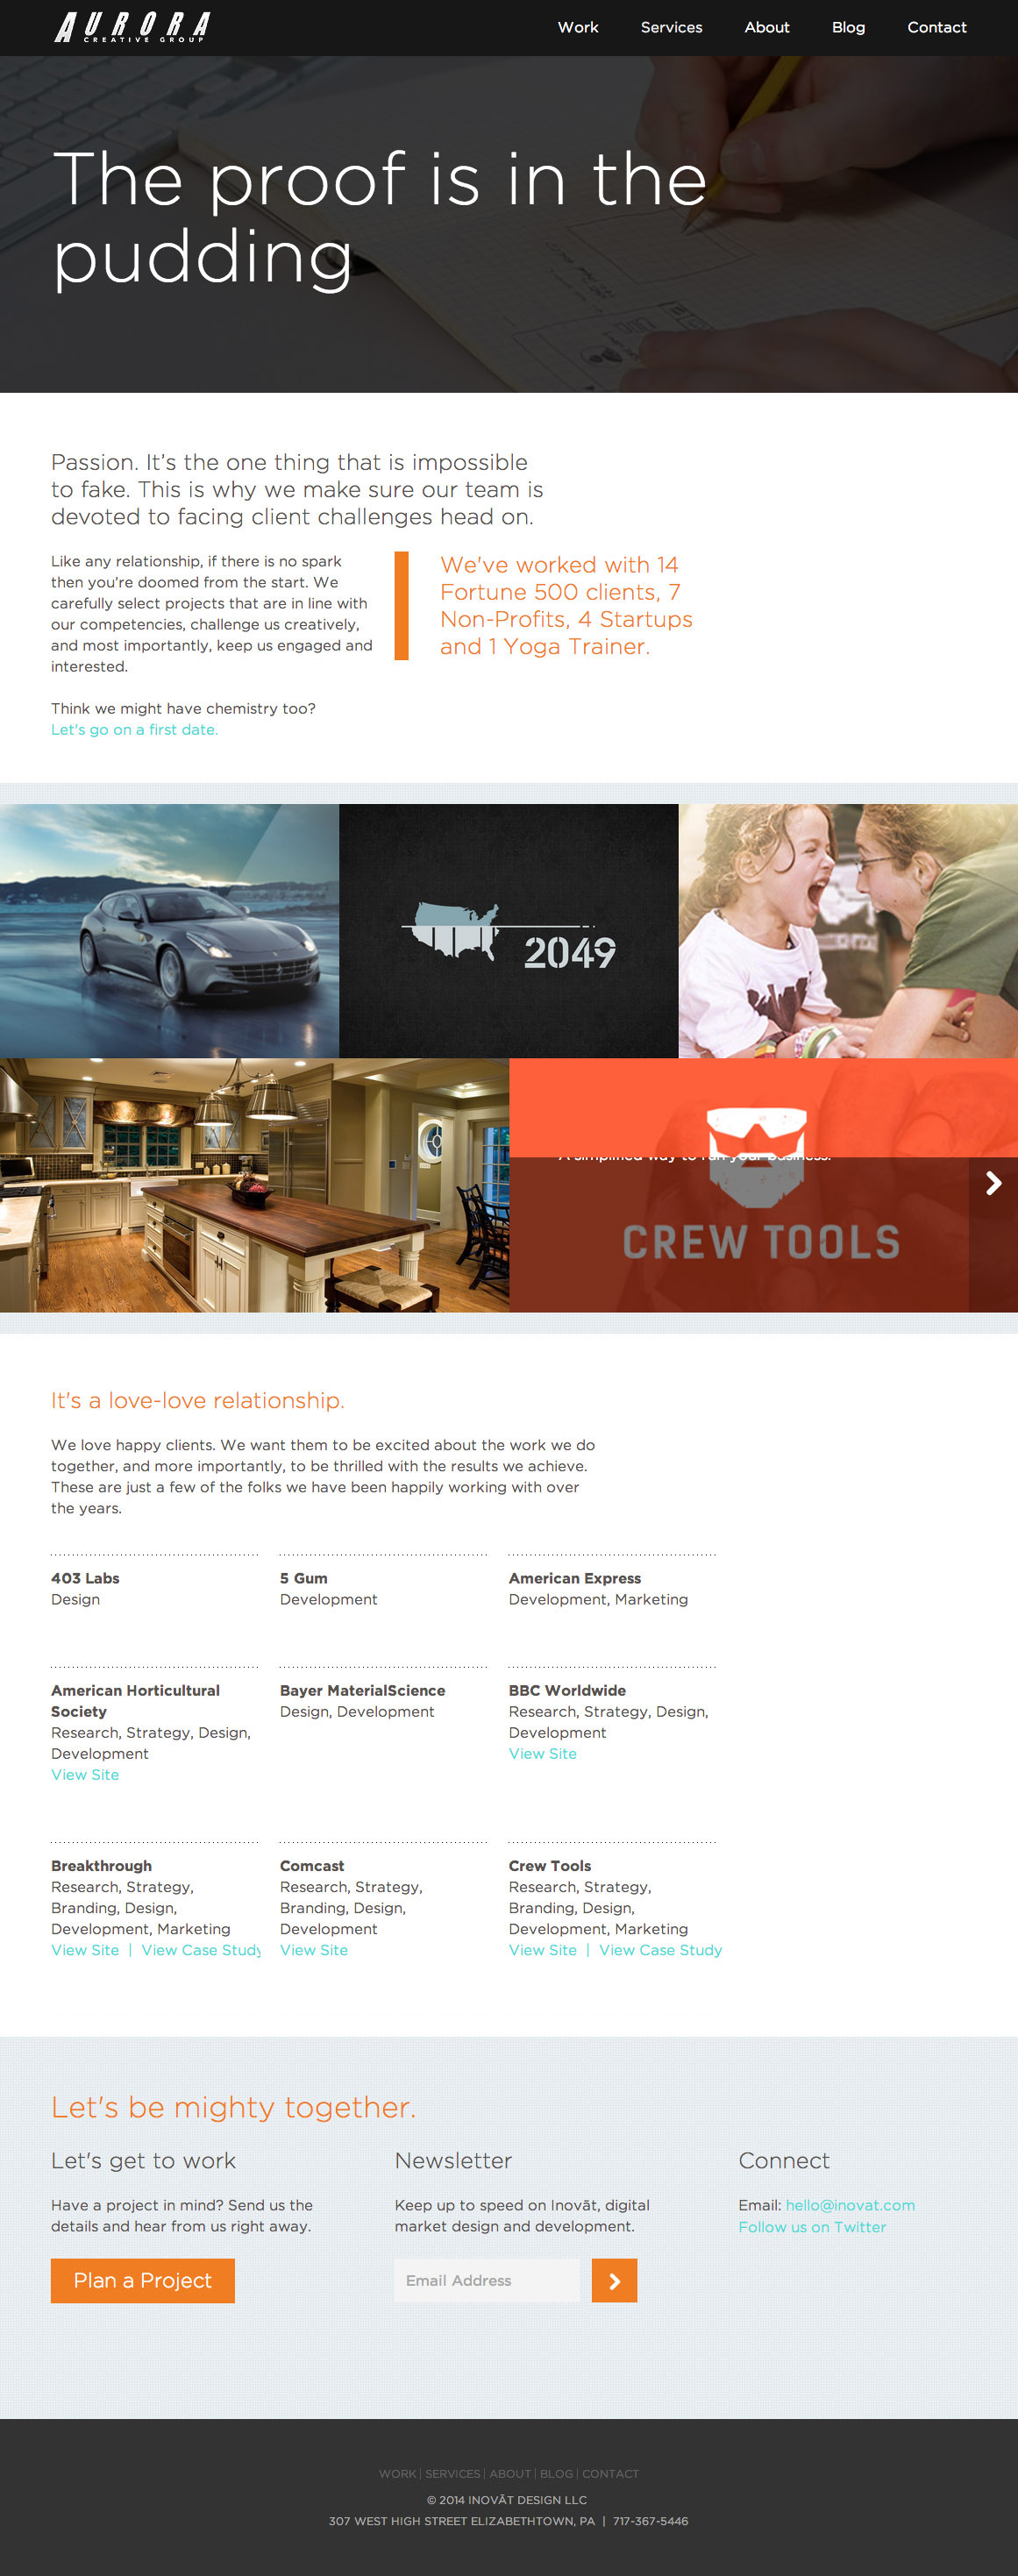 AURORA
CREATIVE GROUP
Work Services About Blog Contact
The proof is in the
pudding
Passion. It’s the one thing that is impossible
to fake. This is why we make sure our team is
devoted to facing client challenges head on.
Like any relationship, if there is no spark
then you’re doomed from the start. We
carefully select projects that are in line with
our competencies, challenge us creatively,
and most importantly, keep us engaged and
interested.
Think we might have chemistry too?
Let's go on a first date.
We've worked with 14
Fortune 500 clients, 7
Non-Profits, 4 Startups
and 1 Yoga Trainer.
2049
A simplified way to run your business.
CREW TOOLS
It's a love-love relationship.
We love happy clients. We want them to be excited about the work we do
together, and more importantly, to be thrilled with the results we achieve.
These are just a few of the folks we have been happily working with over
the years.
403 Labs
Design
5 Gum
Development
American Express
Development, Marketing
American Horticultural
Society
Research, Strategy, Design,
Development
View Site
Bayer MaterialScience
Design, Development
BBC Worldwide
Research, Strategy, Design,
Development
View Site
Breakthrough
Research, Strategy,
Branding, Design,
Development, Marketing
View Site | View Case Study
Comcast
Research, Strategy,
Branding, Design,
Development
View Site
Crew Tools
Research, Strategy,
Branding, Design,
Development, Marketing
View Site | View Case Study
Let's be mighty together.
Let's get to work
Have a project in mind? Send us the
details and hear from us right away.
Plan a Project
Newsletter
Keep up to speed on Inovāt, digital
market design and development.
Email Address
Connect
Email: hello@inovat.com
Follow us on Twitter
WORK | SERVICES | ABOUT | BLOG | CONTACT
© 2014 INOVĀT DESIGN LLC
307 WEST HIGH STREET ELIZABETHTOWN, PA | 717-367-5446